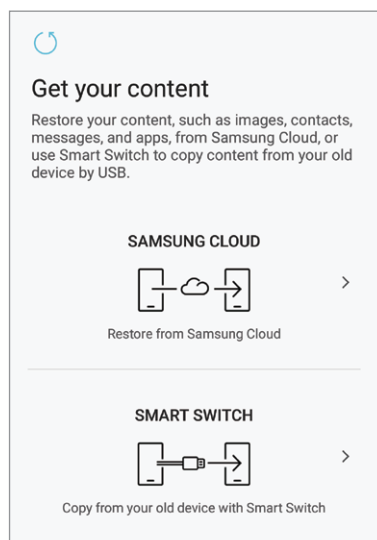 Get your content
Restore your content, such as images, contacts,
messages, and apps, from Samsung Cloud, or
use Smart Switch to copy content from your old
device by USB.
SAMSUNG CLOUD
Restore from Samsung Cloud
SMART SWITCH
Copy from your old device with Smart Switch